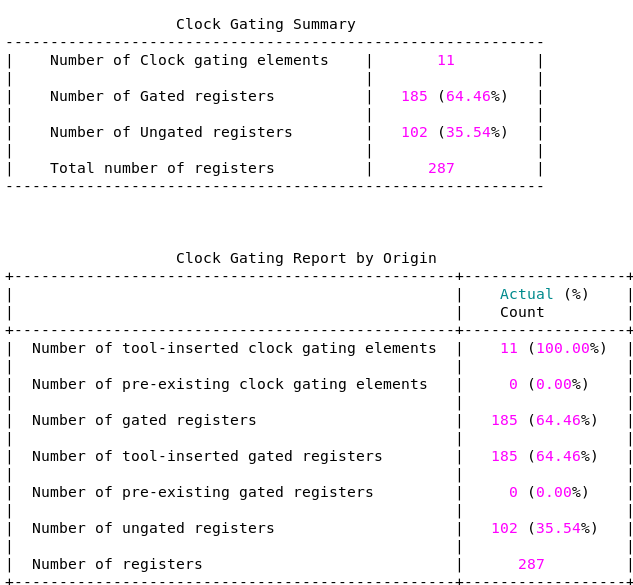 Clock Gating Summary
------------------------------------------------------------
|    Number of Clock gating elements    |       11         |
|                                       |                  |
|    Number of Gated registers          |   185 (64.46%)   |
|                                       |                  |
|    Number of Ungated registers        |   102 (35.54%)   |
|                                       |                  |
|    Total number of registers          |      287         |
------------------------------------------------------------
Clock Gating Report by Origin
+-------------------------------------------------+------------------+
|                                                 |    Actual (%)    |
|                                                 |    Count         |
+-------------------------------------------------+------------------+
|  Number of tool-inserted clock gating elements  |    11 (100.00%)  |
|                                                 |                  |
|  Number of pre-existing clock gating elements   |     0 (0.00%)    |
|                                                 |                  |
|  Number of gated registers                      |   185 (64.46%)   |
|                                                 |                  |
|  Number of tool-inserted gated registers        |   185 (64.46%)   |
|                                                 |                  |
|  Number of pre-existing gated registers         |     0 (0.00%)    |
|                                                 |                  |
|  Number of ungated registers                    |   102 (35.54%)   |
|                                                 |                  |
|  Number of registers                            |      287         |
+-------------------------------------------------+------------------+